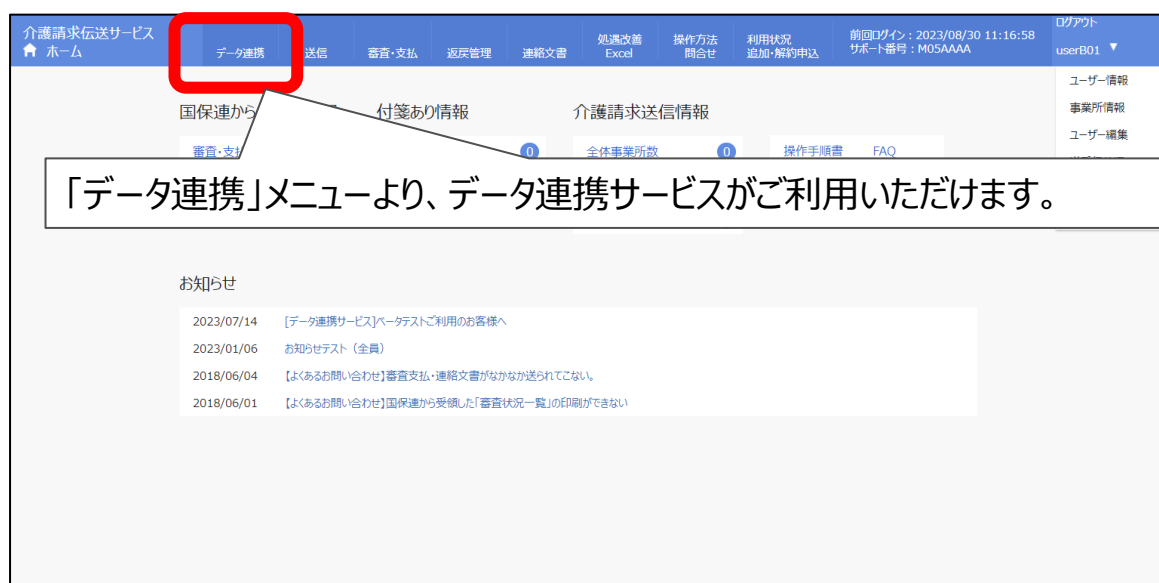 介護請求伝送サービス
ホーム
データ連携
送信
審査・支払
返戻管理
連絡文書
処遇改善
Excel
操作方法
問合せ
利用状況
追加・解約申込
前回ログイン:2023/08/30 11:16:58
サポート番号:M05AAAA
ログアウト
userB01 ▼
ユーザー情報
事業所情報
ユーザー編集
国保連から
付箋あり情報
介護請求送信情報
審査・支
0
全体事業所数
0
操作手順書
FAQ
「データ連携」メニューより、データ連携サービスがご利用いただけます。
お知らせ
2023/07/14 [データ連携サービス]ベータテストご利用のお客様へ
2023/01/06 お知らせテスト(全員)
2018/06/04 【よくあるお問い合わせ】審査支払・連絡文書がなかなか送られてこない。
2018/06/01 【よくあるお問い合わせ】国保連から受領した「審査状況一覧」の印刷ができない